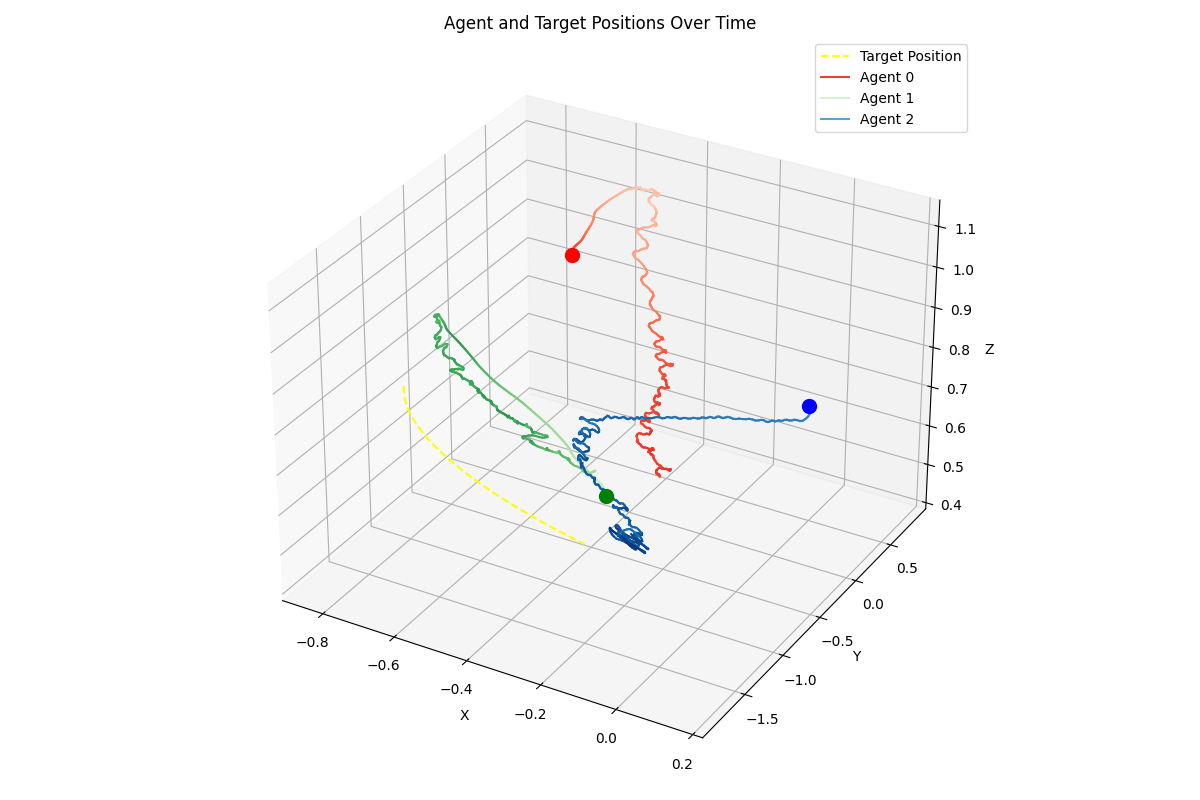 Agent and Target Positions Over Time
Target Position
Agent 0
Agent 1
Agent 2
1.1
1.0
0.9
0.8
0.7
0.6
0.5
0.4
Z
0.5
0.0
−0.5
−1.0
−1.5
Y
−0.8
−0.6
−0.4
−0.2
0.0
0.2
X